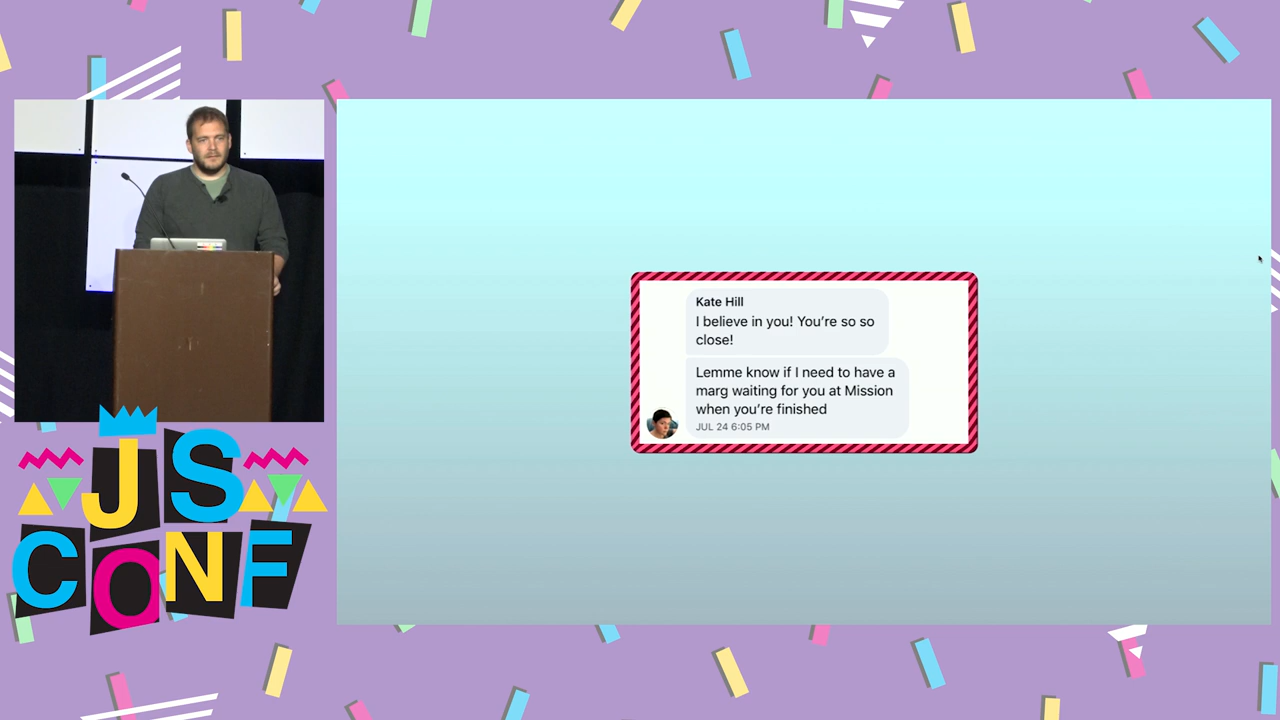 Kate Hill
I believe in you! You’re so so
close!
Lemme know if I need to have a
marg waiting for you at Mission
when you’re finished
JUL 24 6:05 PM
JS
CONF